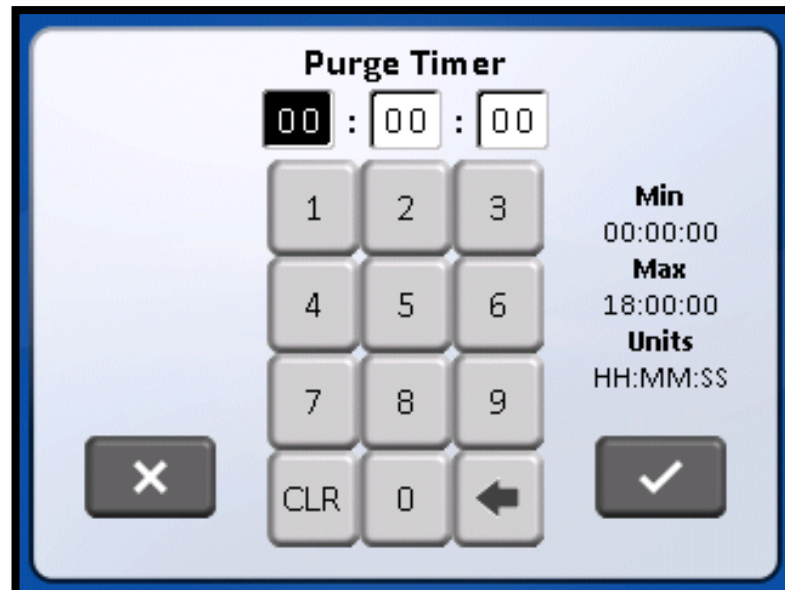 Purge Timer
00 : 00 : 00
1 2 3
Min
00:00:00
Max
18:00:00
Units
HH:MM:SS
4 5 6
7 8 9
CLR 0